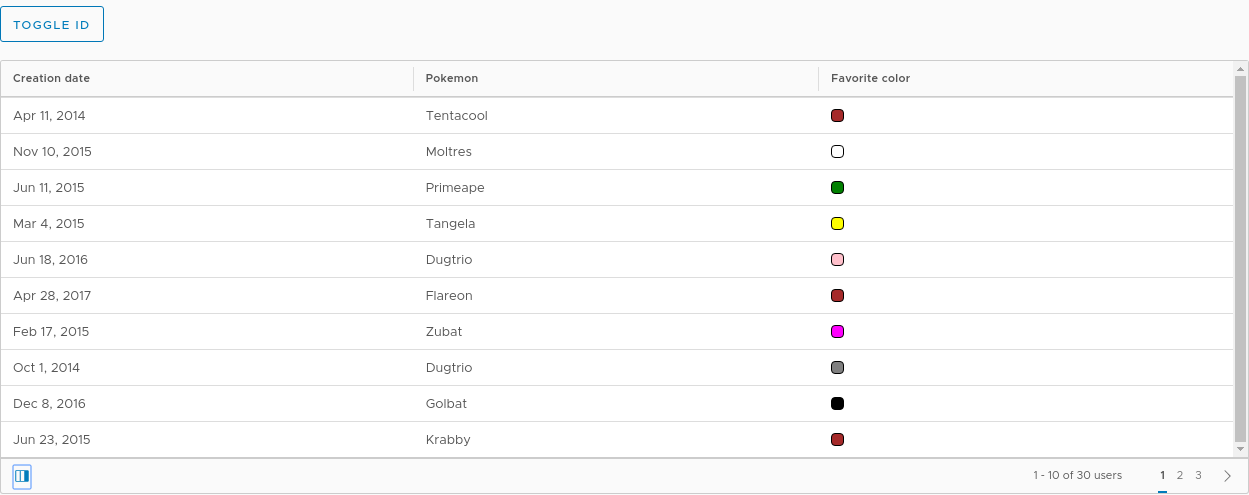 TOGGLE ID
Creation date Pokemon Favorite color
Apr 11, 2014 Tentacool
Nov 10, 2015 Moltres
Jun 11, 2015 Primeape
Mar 4, 2015 Tangela
Jun 18, 2016 Dugtrio
Apr 28, 2017 Flareon
Feb 17, 2015 Zubat
Oct 1, 2014 Dugtrio
Dec 8, 2016 Golbat
Jun 23, 2015 Krabby
1 - 10 of 30 users 1 2 3